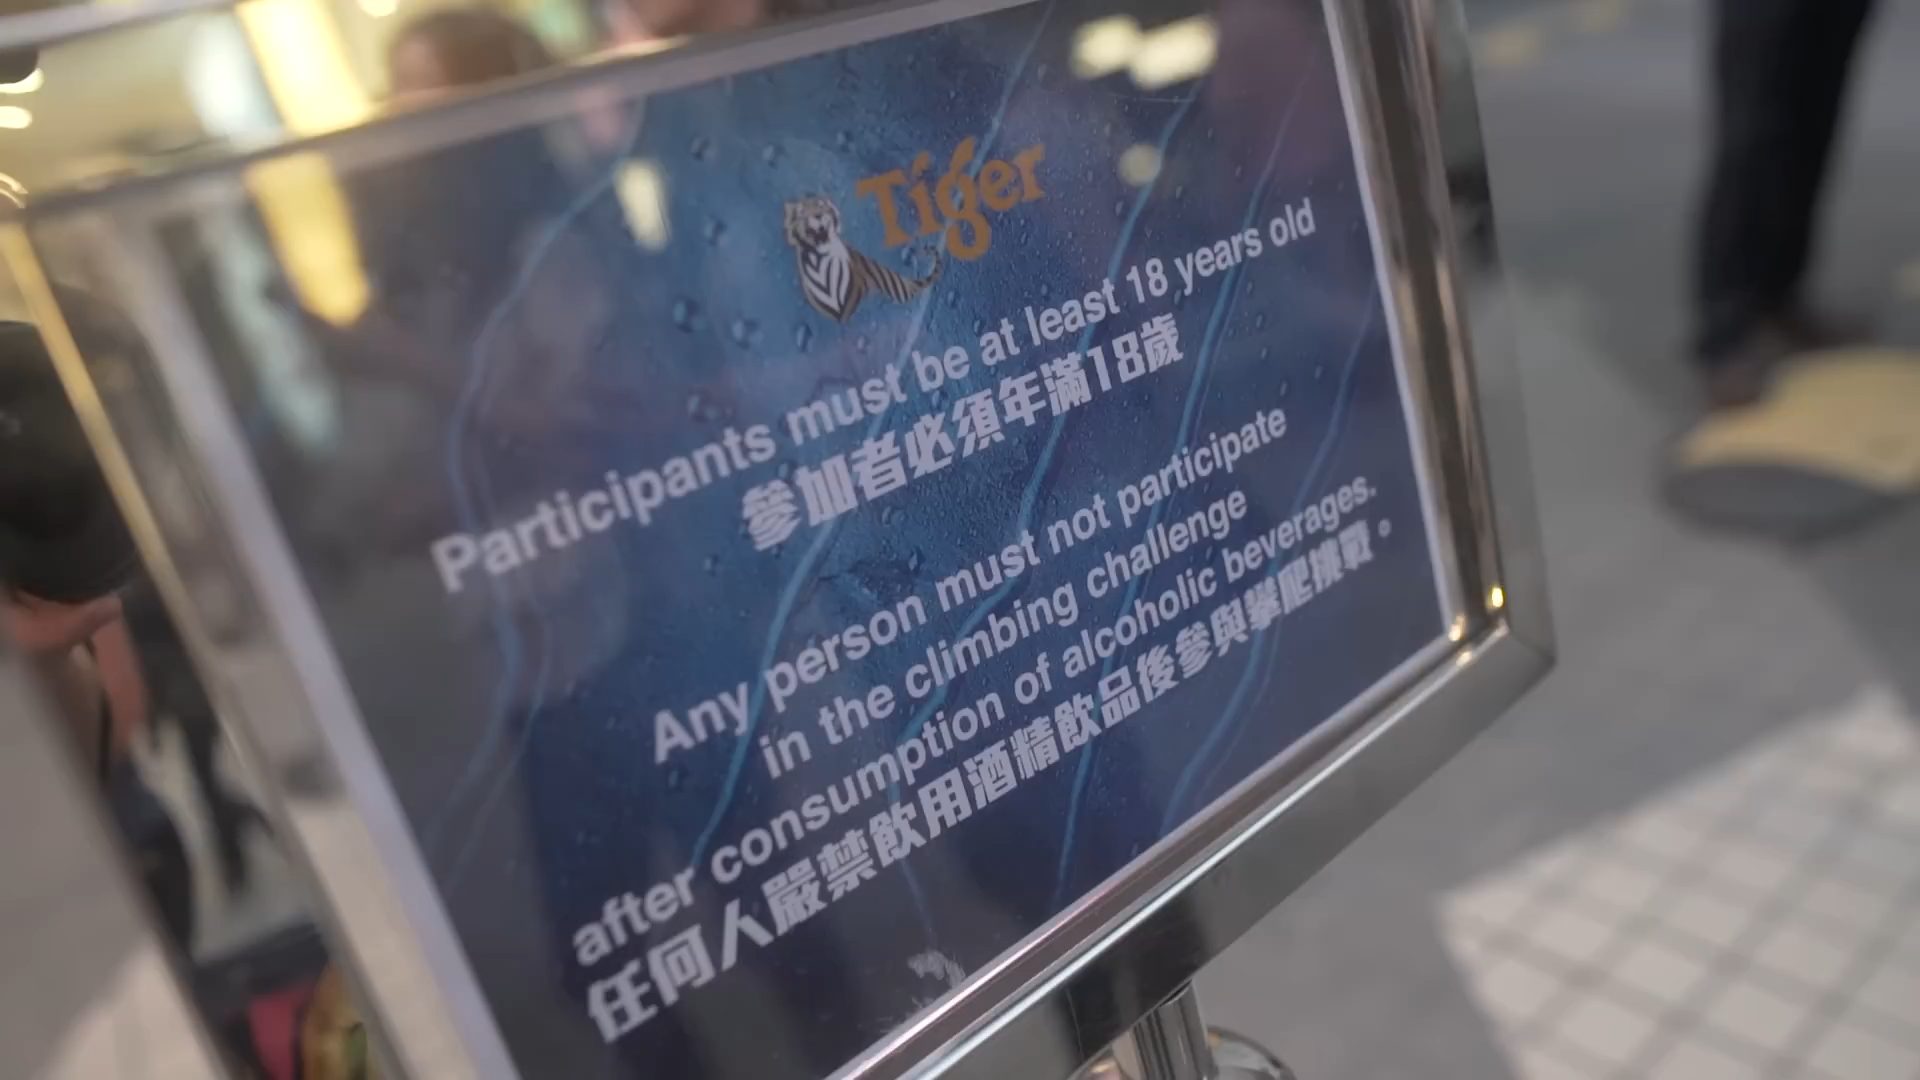 Tiger
Participants must be at least 18 years old
參加者必須年滿18歲
Any person must not participate
in the climbing challenge
after consumption of alcoholic beverages.
任何人嚴禁飲用酒精飲品後參與攀爬挑戰。